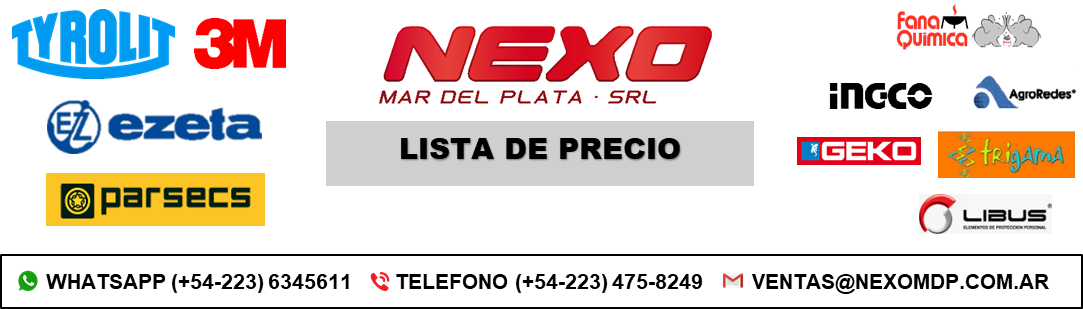 TYROLIT
3M
EZ ezeta
parsecs
NEXO
MAR DEL PLATA · SRL
LISTA DE PRECIO
Fana
Quimica
INGCO
AgroRedes
GEKO
trigama
LIBUS
ELEMENTOS DE PROTECCION PERSONAL
WHATSAPP (+54-223) 6345611 TELEFONO (+54-223) 475-8249 VENTAS@NEXOMDP.COM.AR